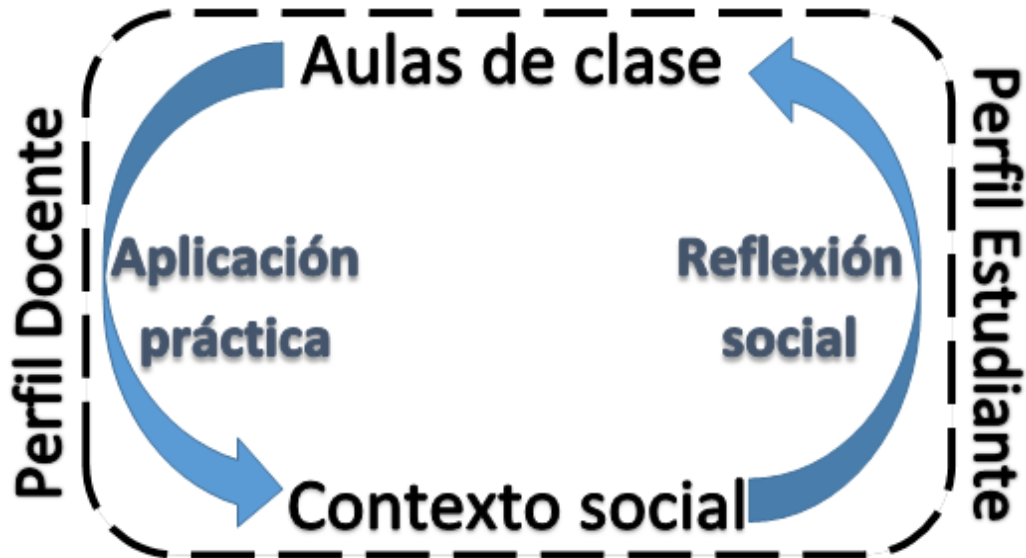 Aulas de clase
Perfil Docente
Aplicación
práctica
Reflexión
social
Perfil Estudiante
Contexto social